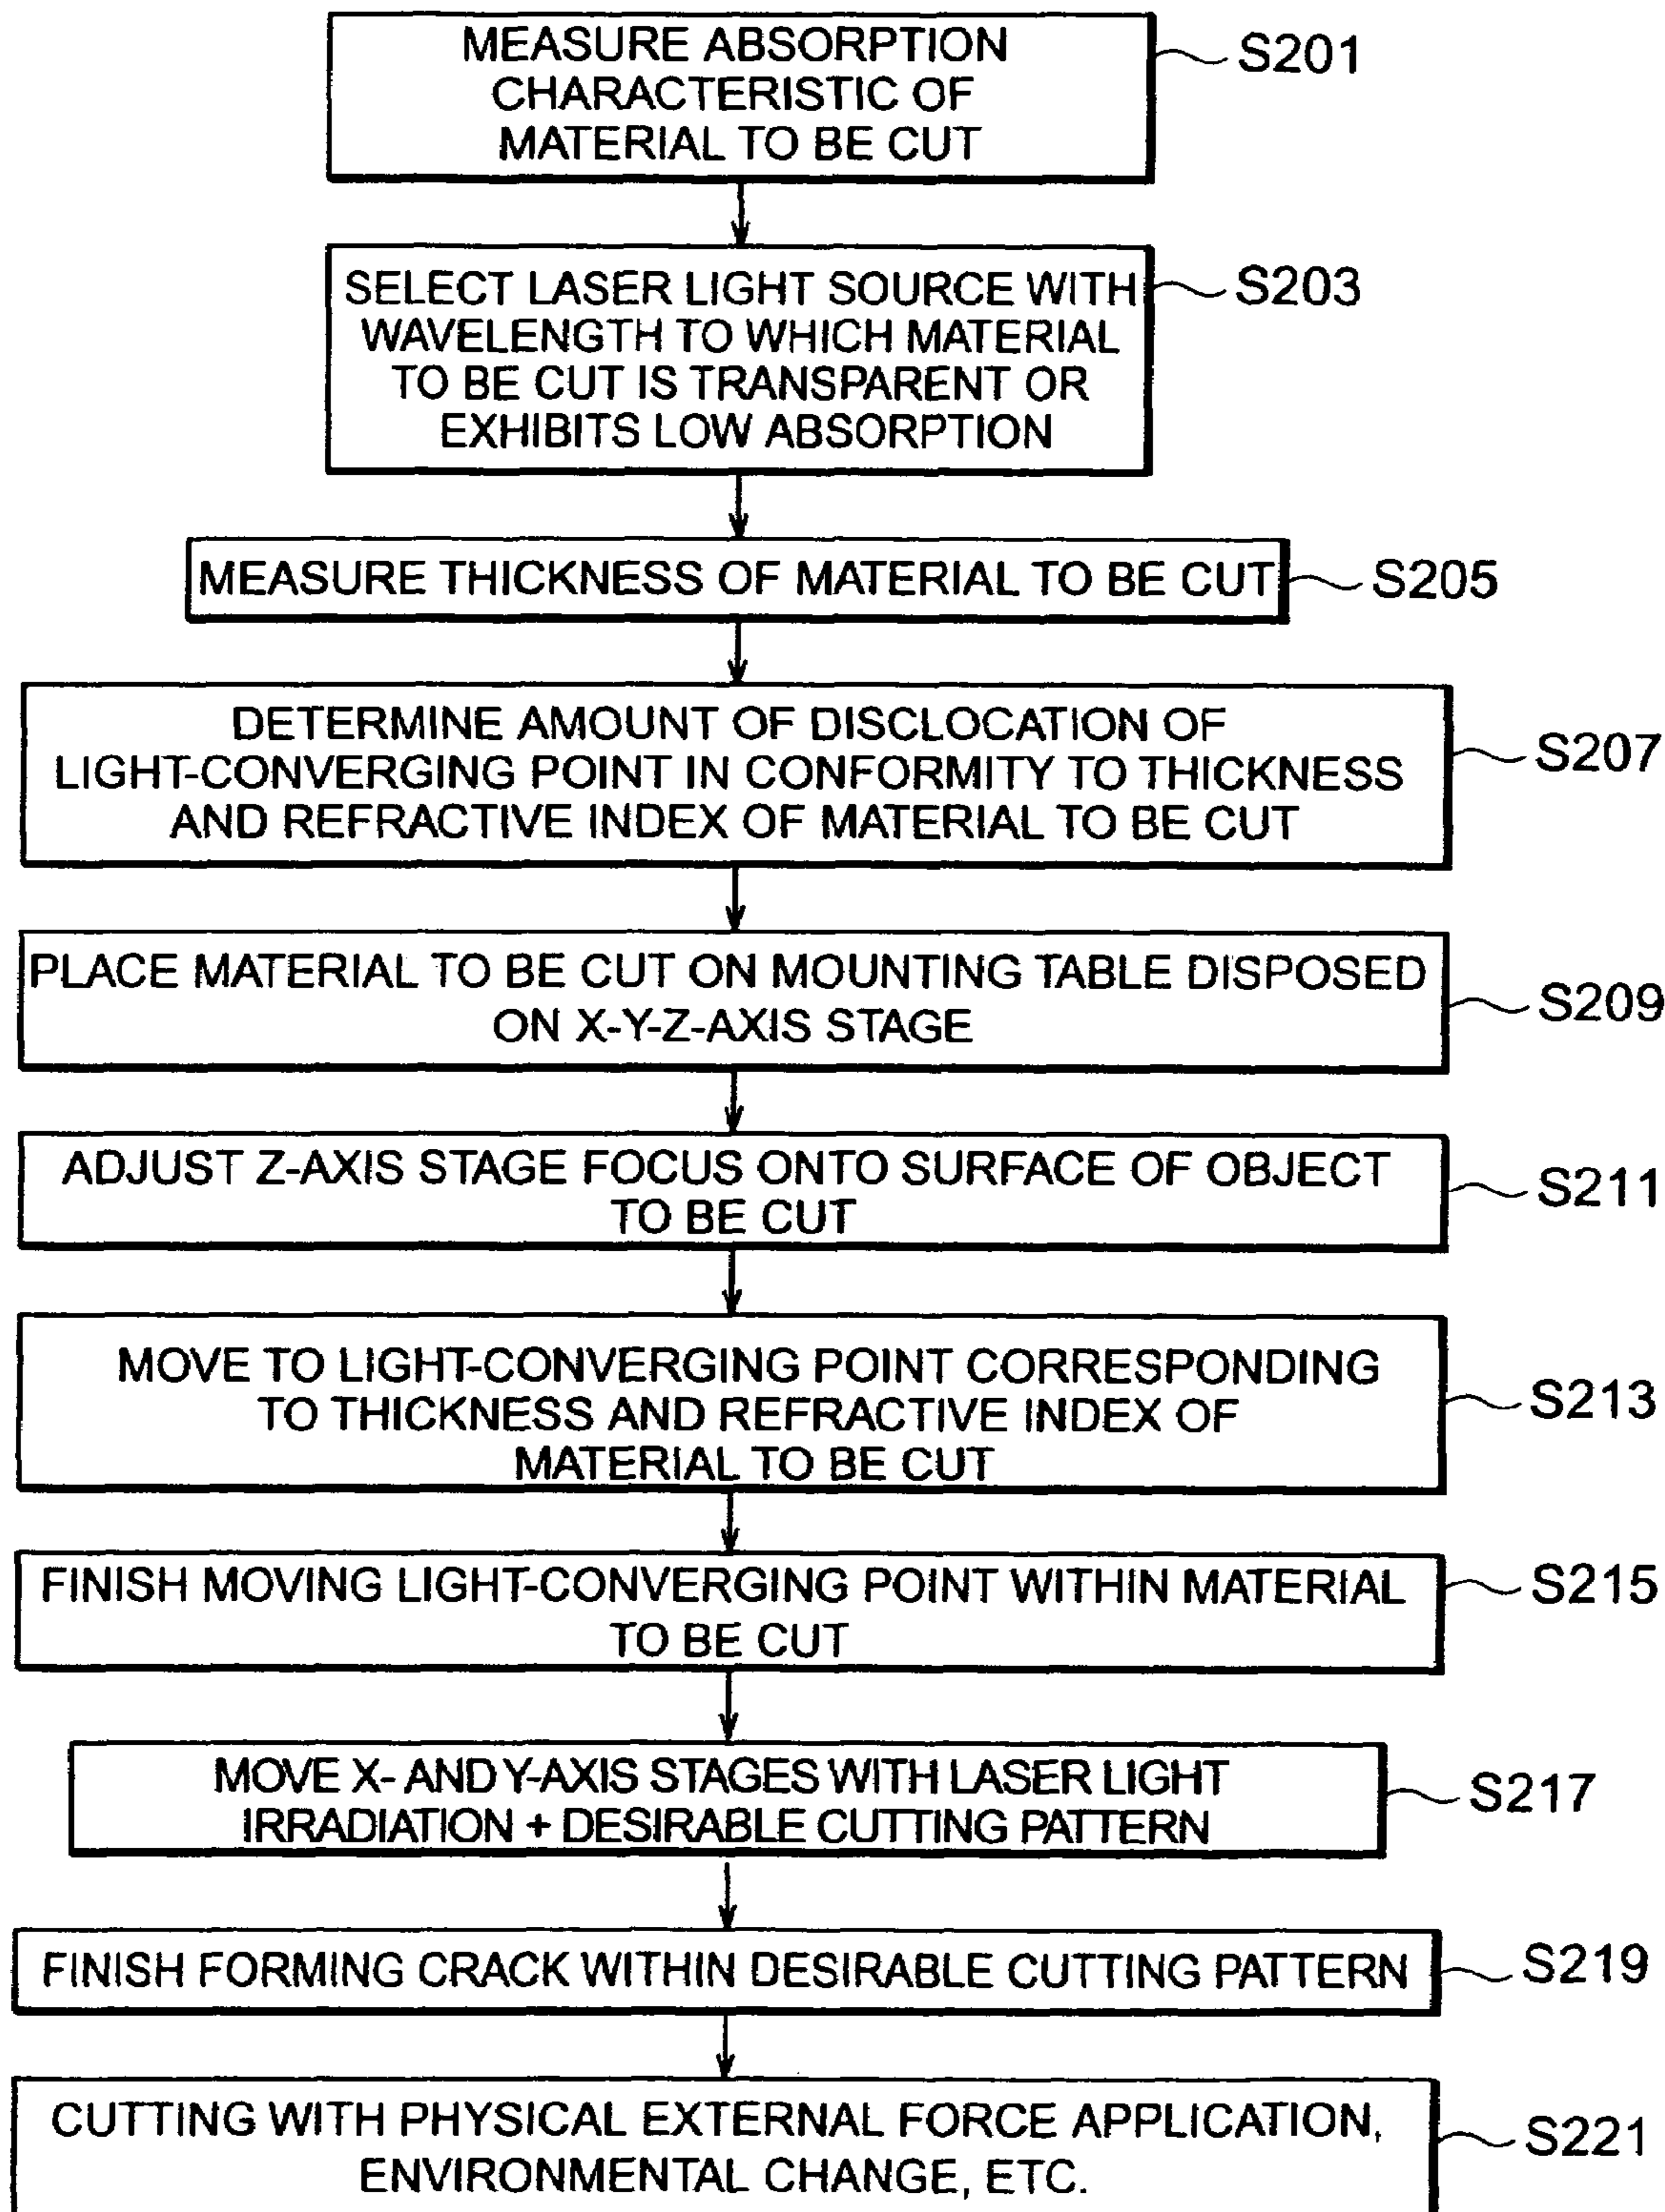 MEASURE ABSORPTION
CHARACTERISTIC OF
MATERIAL TO BE CUT
S201
SELECT LASER LIGHT SOURCE WITH
WAVELENGTH TO WHICH MATERIAL
TO BE CUT IS TRANSPARENT OR
EXHIBITS LOW ABSORPTION
S203
MEASURE THICKNESS OF MATERIAL TO BE CUT
S205
DETERMINE AMOUNT OF DISCLOCATION OF
LIGHT-CONVERGING POINT IN CONFORMITY TO THICKNESS
AND REFRACTIVE INDEX OF MATERIAL TO BE CUT
S207
PLACE MATERIAL TO BE CUT ON MOUNTING TABLE DISPOSED
ON X-Y-Z-AXIS STAGE
S209
ADJUST Z-AXIS STAGE FOCUS ONTO SURFACE OF OBJECT
TO BE CUT
S211
MOVE TO LIGHT-CONVERGING POINT CORRESPONDING
TO THICKNESS AND REFRACTIVE INDEX OF
MATERIAL TO BE CUT
S213
FINISH MOVING LIGHT-CONVERGING POINT WITHIN MATERIAL
TO BE CUT
S215
MOVE X- AND Y-AXIS STAGES WITH LASER LIGHT
IRRADIATION + DESIRABLE CUTTING PATTERN
S217
FINISH FORMING CRACK WITHIN DESIRABLE CUTTING PATTERN
S219
CUTTING WITH PHYSICAL EXTERNAL FORCE APPLICATION,
ENVIRONMENTAL CHANGE, ETC.
S221